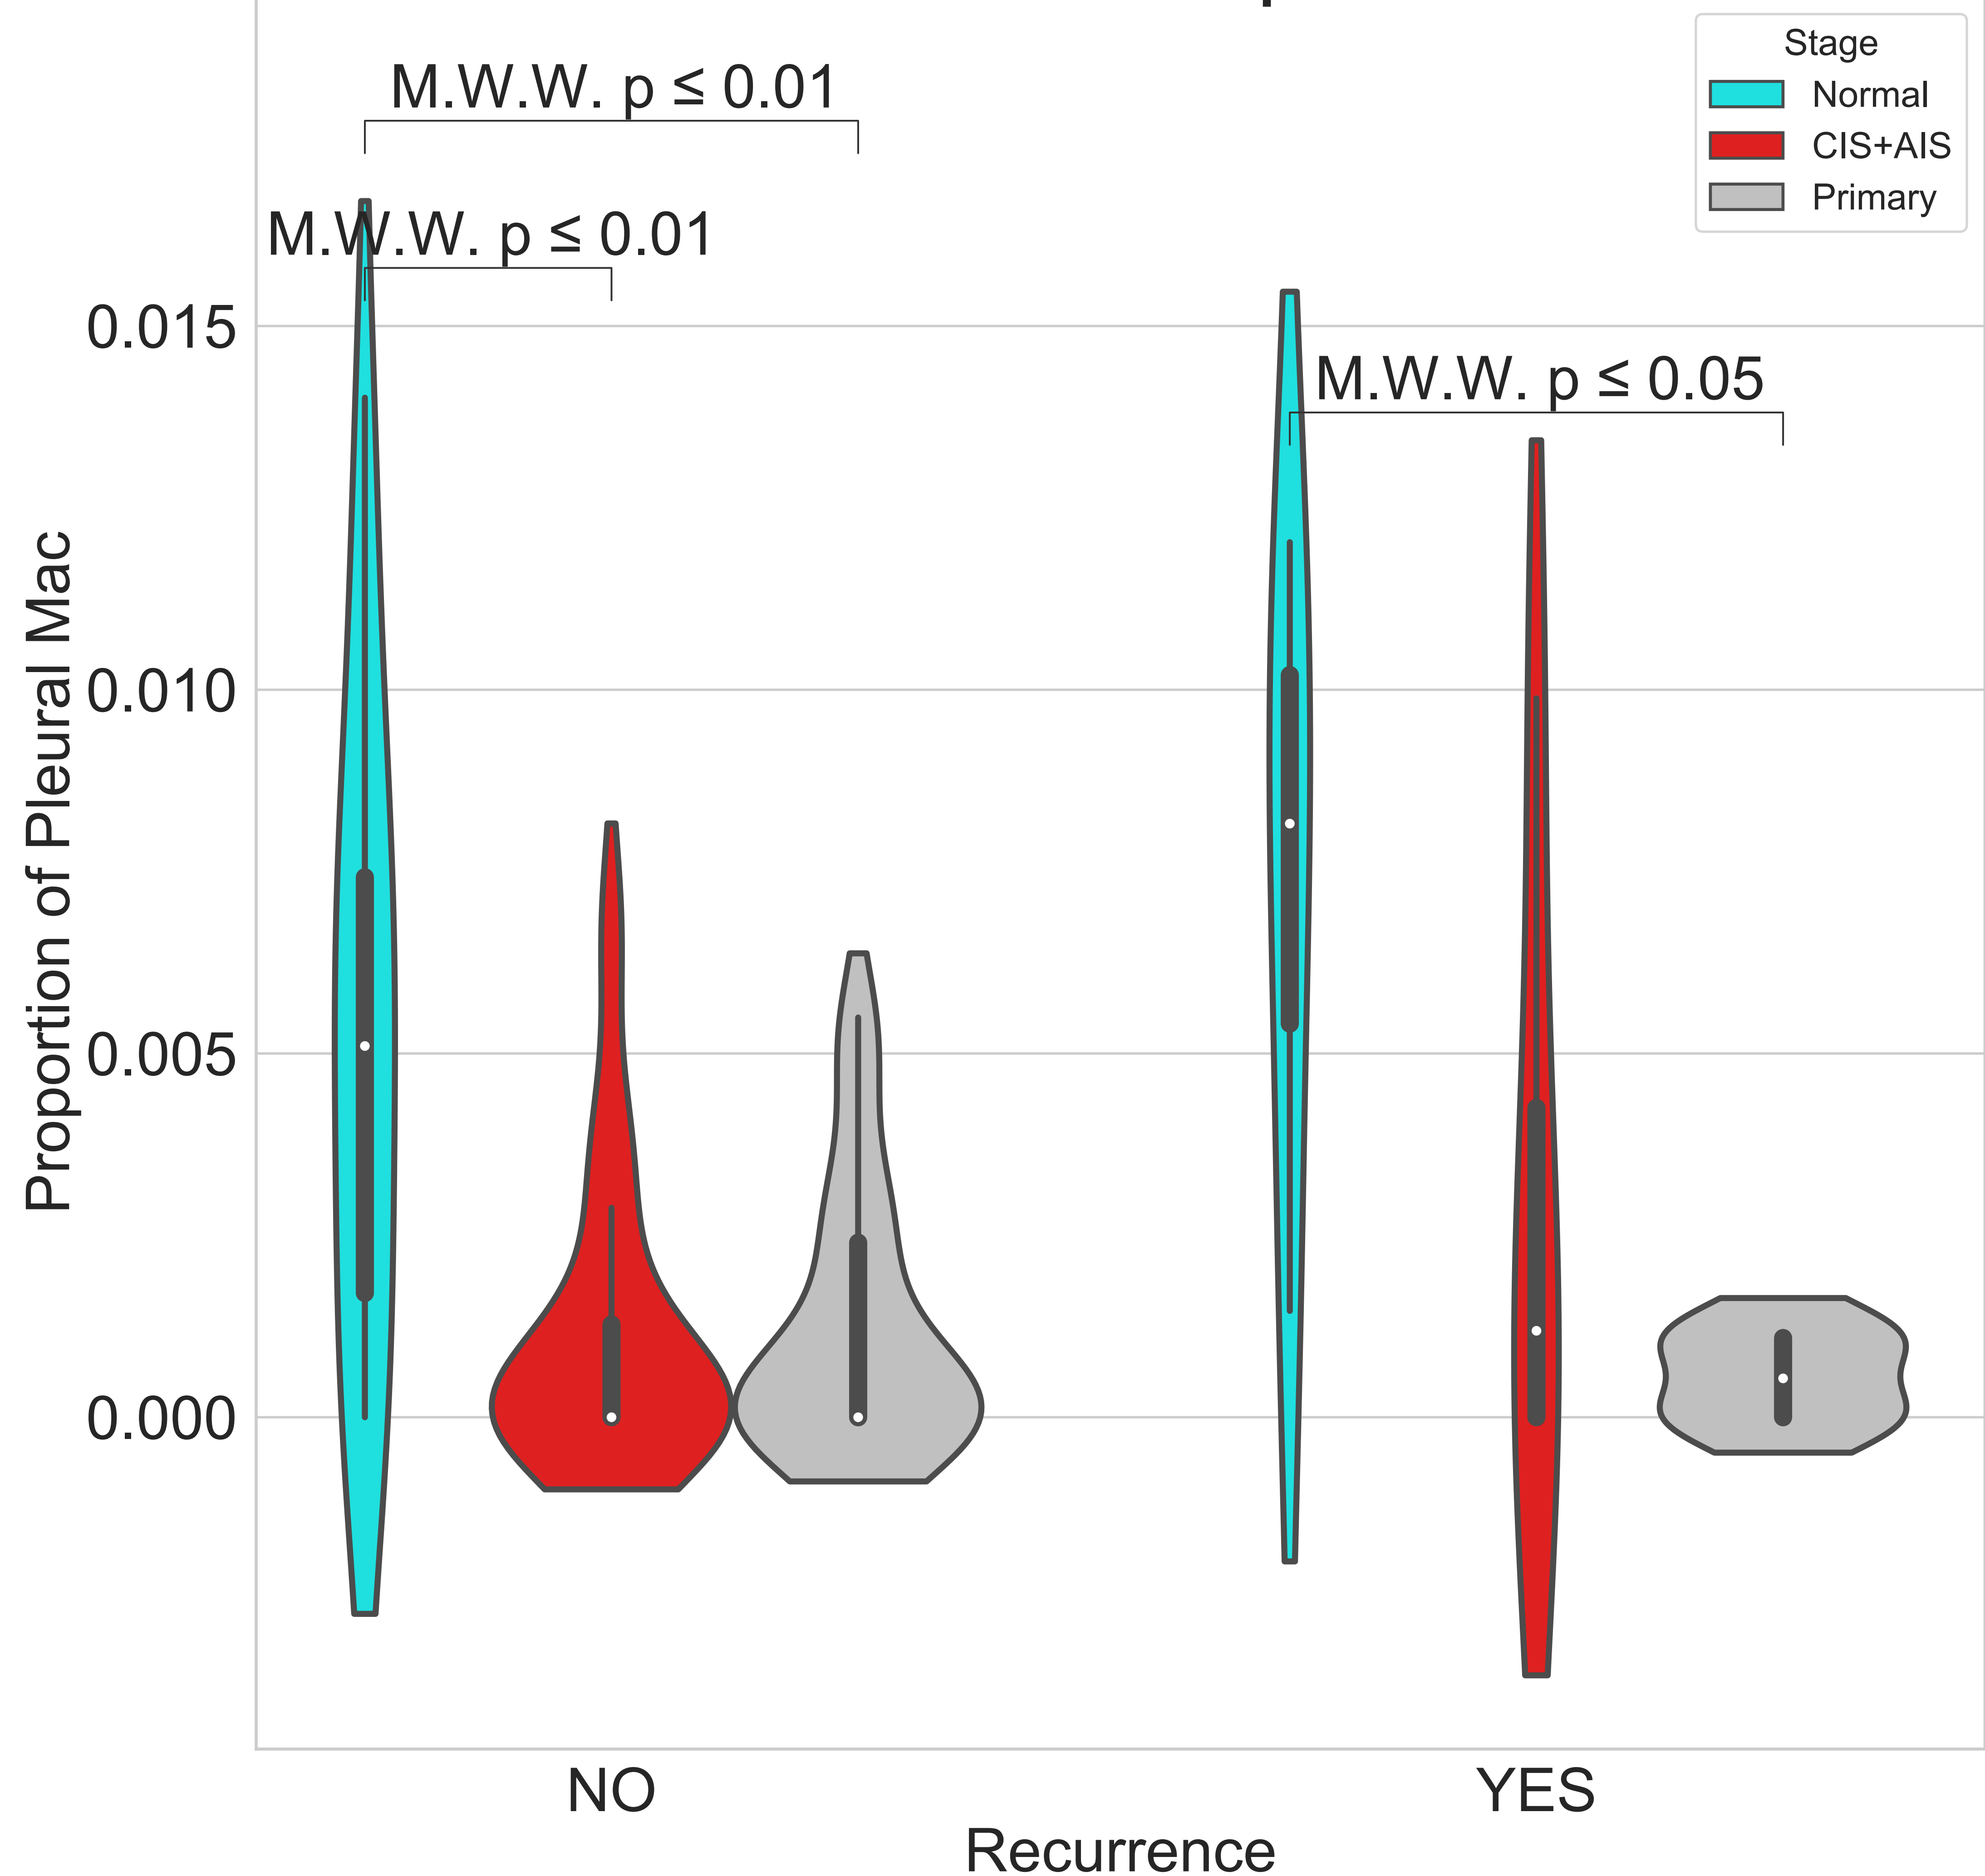 M.W.W. p ≤ 0.01
M.W.W. p ≤ 0.01
M.W.W. p ≤ 0.05
Stage
Normal
CIS+AIS
Primary
Proportion of Pleural Mac
0.015
0.010
0.005
0.000
NO
YES
Recurrence